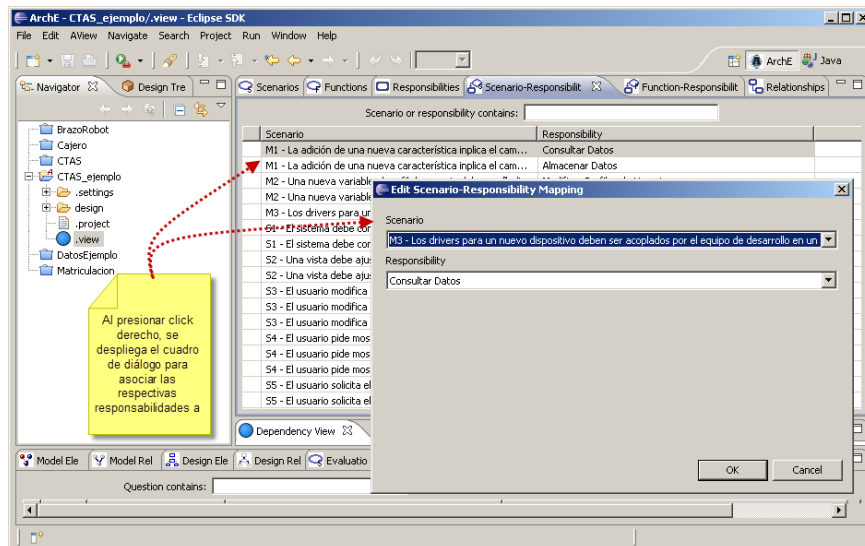 ArchE - CTAS_ejemplo/.view - Eclipse SDK
File Edit AView Navigate Search Project Run Window Help
ArchE Java
Navigator Design Tre Scenarios Functions Responsibilities Scenario-Responsibilit Function-Responsibilit Relationships
Scenario or responsibility contains:
Scenario Responsibility
BrazoRobot
Cajero
CTAS
CTAS_ejemplo
.settings
design
.project
.view
DatosEjemplo
Matriculacion
M1 - La adición de una nueva característica inplica el cam... Consultar Datos
M1 - La adición de una nueva característica inplica el cam... Almacenar Datos
M2 - Una nueva variable
M2 - Una nueva variable
M3 - Los drivers para un
S1 - El sistema debe cor
S1 - El sistema debe cor
S2 - Una vista debe aju
S2 - Una vista debe aju
S3 - El usuario modifica
S3 - El usuario modifica
S3 - El usuario modifica
S4 - El usuario pide mos
S4 - El usuario pide mos
S4 - El usuario pide mos
S5 - El usuario solicita el
S5 - El usuario solicita el
Edit Scenario-Responsibility Mapping
Scenario
M3 - Los drivers para un nuevo dispositivo deben ser acoplados por el equipo de desarrollo en un
Responsibility
Consultar Datos
OK Cancel
Al presionar click
derecho, se
despliega el cuadro
de diálogo para
asociar las
respectivas
responsabilidades a
Dependency View
Model Ele Model Rel Design Ele Design Rel Evaluatio
Question contains: